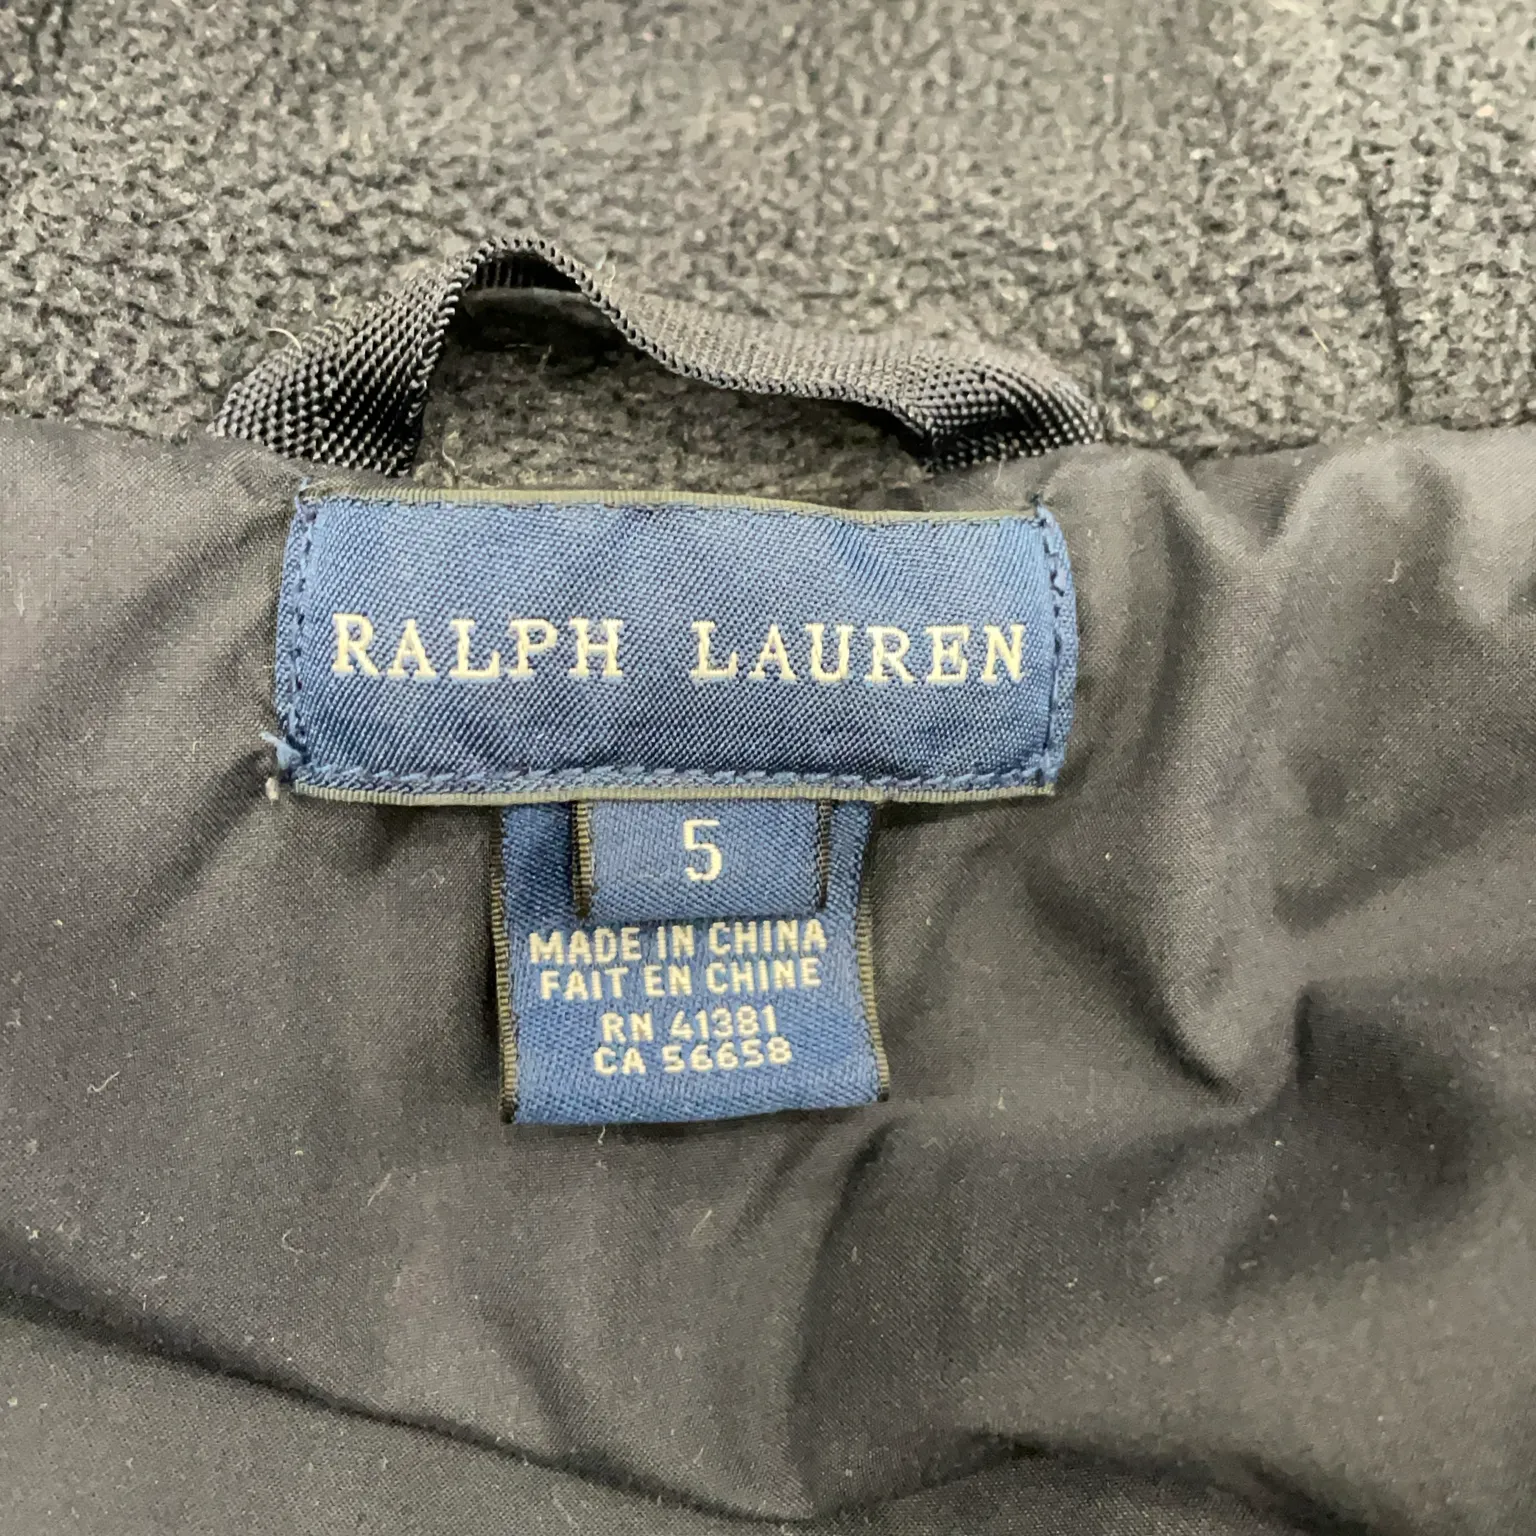 RALPH LAUREN
5
MADE IN CHINA
FAIT EN CHINE
RN 41381
CA 56658